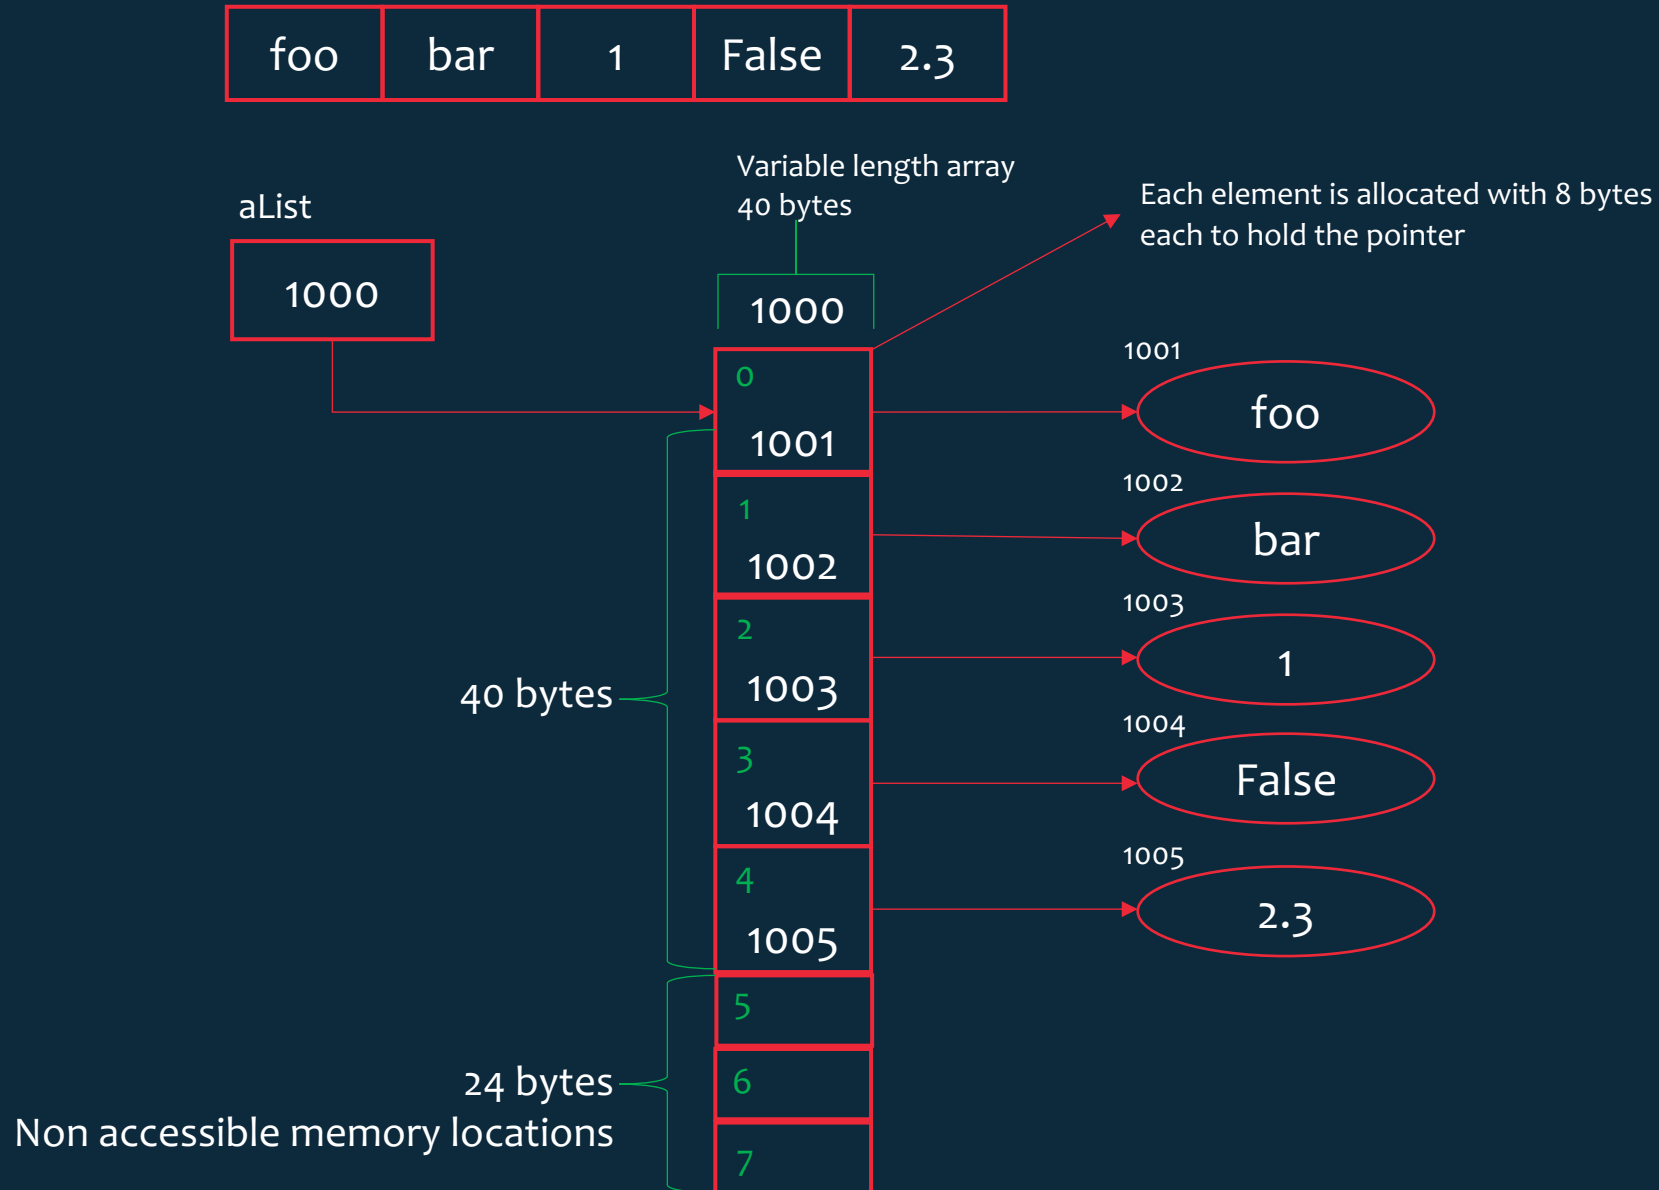 foo bar 1 False 2.3
Variable length array
40 bytes
Each element is allocated with 8 bytes
each to hold the pointer
aList
1000
1000
0
1001
1001
foo
1
1002
1002
bar
2
1003
1003
1
40 bytes
3
1004
1004
False
4
1005
1005
2.3
5
24 bytes
Non accessible memory locations
6
7